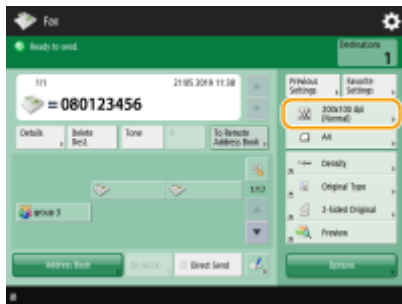 Fax
Ready to send.
Destinations
1
1/1
21/05 2019 11:38
= 080123456
Details
Delete
Dest.
Tone
To Remote
Address Book
Previous
Settings
Favorite
Settings
200x100 dpi
(Normal)
A4
1/12
group 3
Density
Original Type
2-Sided Original
Preview
Address Book
On Hook
Direct Send
Options